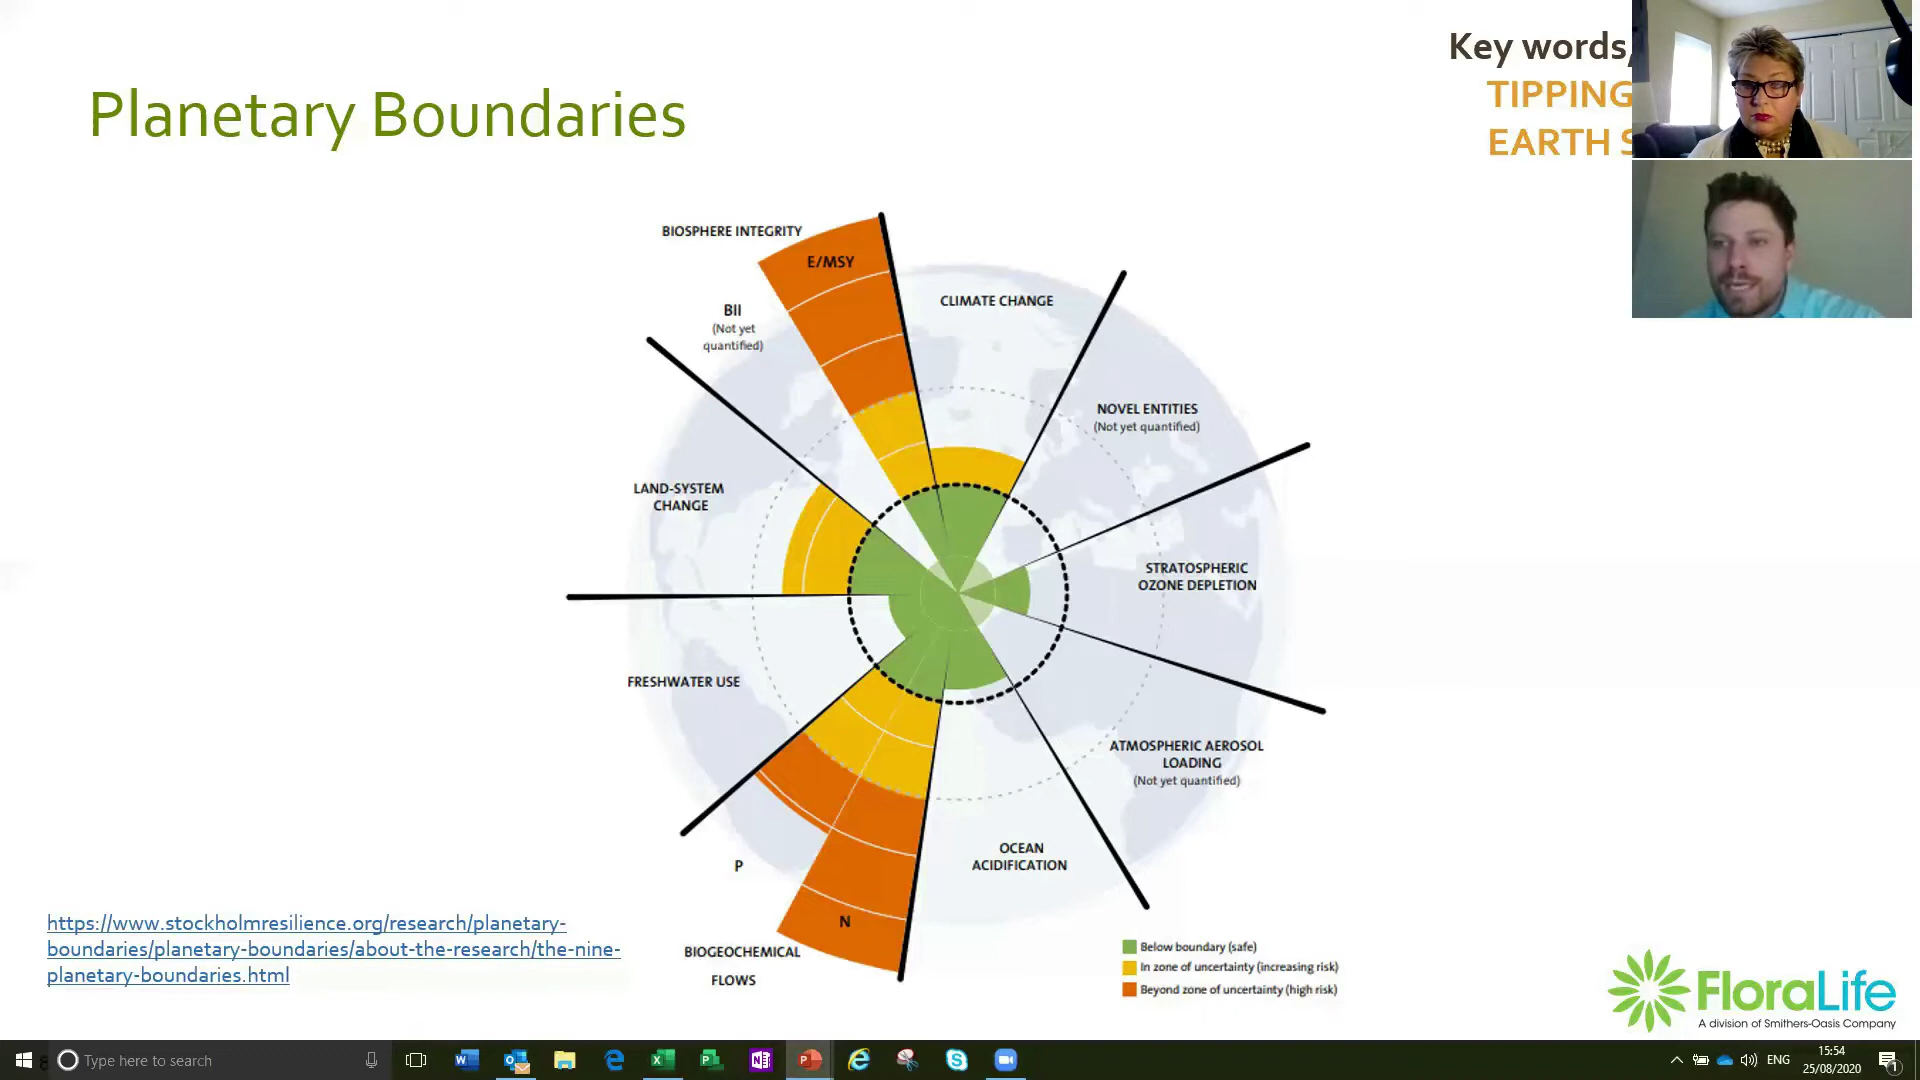 Planetary Boundaries
Key words,
TIPPING
EARTH S
BIOSPHERE INTEGRITY
E/MSY
BII
(Not yet
quantified)
CLIMATE CHANGE
NOVEL ENTITIES
(Not yet quantified)
LAND-SYSTEM
CHANGE
STRATOSPHERIC
OZONE DEPLETION
FRESHWATER USE
ATMOSPHERIC AEROSOL
LOADING
(Not yet quantified)
OCEAN
ACIDIFICATION
P
N
BIOGEOCHEMICAL
FLOWS
https://www.stockholmresilience.org/research/planetary-
boundaries/planetary-boundaries/about-the-research/the-nine-
planetary-boundaries.html
Below boundary (safe)
In zone of uncertainty (increasing risk)
Beyond zone of uncertainty (high risk)
FloraLife
A division of Smithers-Oasis Company
Type here to search
ENG
15:54
25/08/2020
1